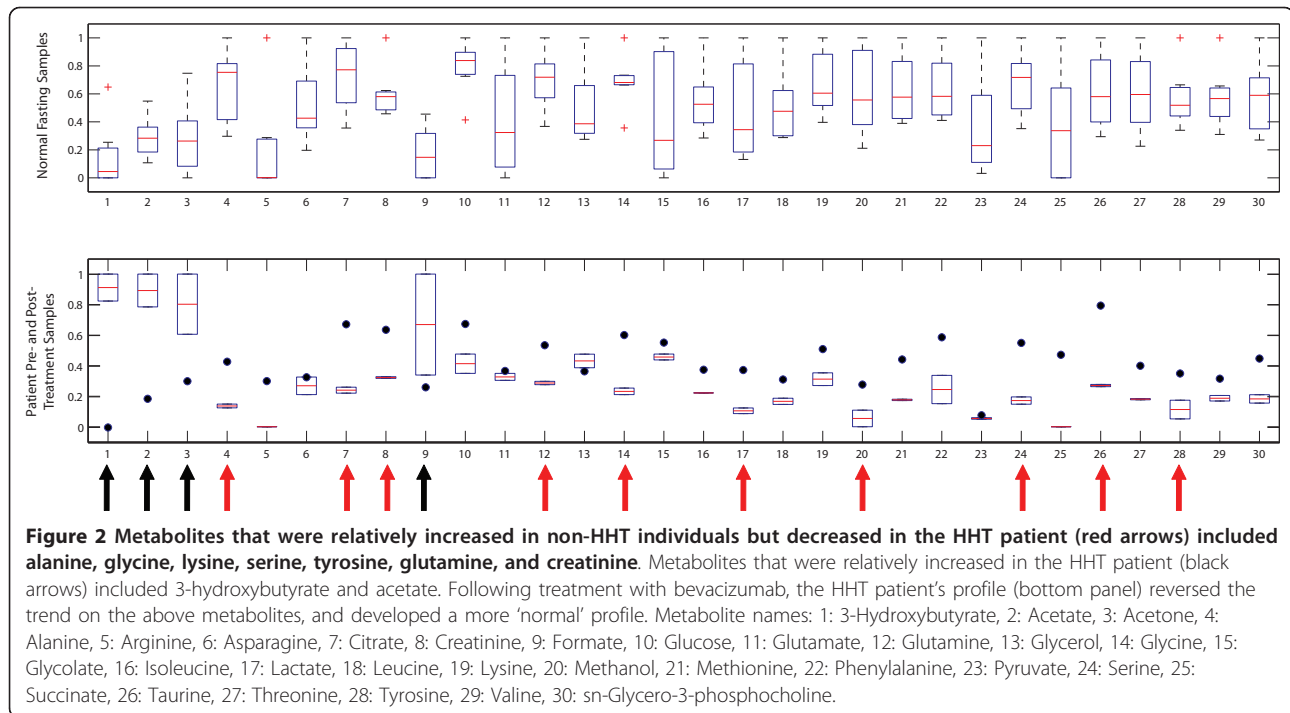 Normal Fasting Samples
1
0.8
0.6
0.4
0.2
0
1 2 3 4 5 6 7 8 9 10 11 12 13 14 15 16 17 18 19 20 21 22 23 24 25 26 27 28 29 30
Patient Pre- and Post-
Treatment Samples
1
0.8
0.6
0.4
0.2
0
1 2 3 4 5 6 7 8 9 10 11 12 13 14 15 16 17 18 19 20 21 22 23 24 25 26 27 28 29 30
Figure 2 Metabolites that were relatively increased in non-HHT individuals but decreased in the HHT patient (red arrows) included
alanine, glycine, lysine, serine, tyrosine, glutamine, and creatinine. Metabolites that were relatively increased in the HHT patient (black
arrows) included 3-hydroxybutyrate and acetate. Following treatment with bevacizumab, the HHT patient's profile (bottom panel) reversed the
trend on the above metabolites, and developed a more 'normal' profile. Metabolite names: 1: 3-Hydroxybutyrate, 2: Acetate, 3: Acetone, 4:
Alanine, 5: Arginine, 6: Asparagine, 7: Citrate, 8: Creatinine, 9: Formate, 10: Glucose, 11: Glutamate, 12: Glutamine, 13: Glycerol, 14: Glycine, 15:
Glycolate, 16: Isoleucine, 17: Lactate, 18: Leucine, 19: Lysine, 20: Methanol, 21: Methionine, 22: Phenylalanine, 23: Pyruvate, 24: Serine, 25:
Succinate, 26: Taurine, 27: Threonine, 28: Tyrosine, 29: Valine, 30: sn-Glycero-3-phosphocholine.